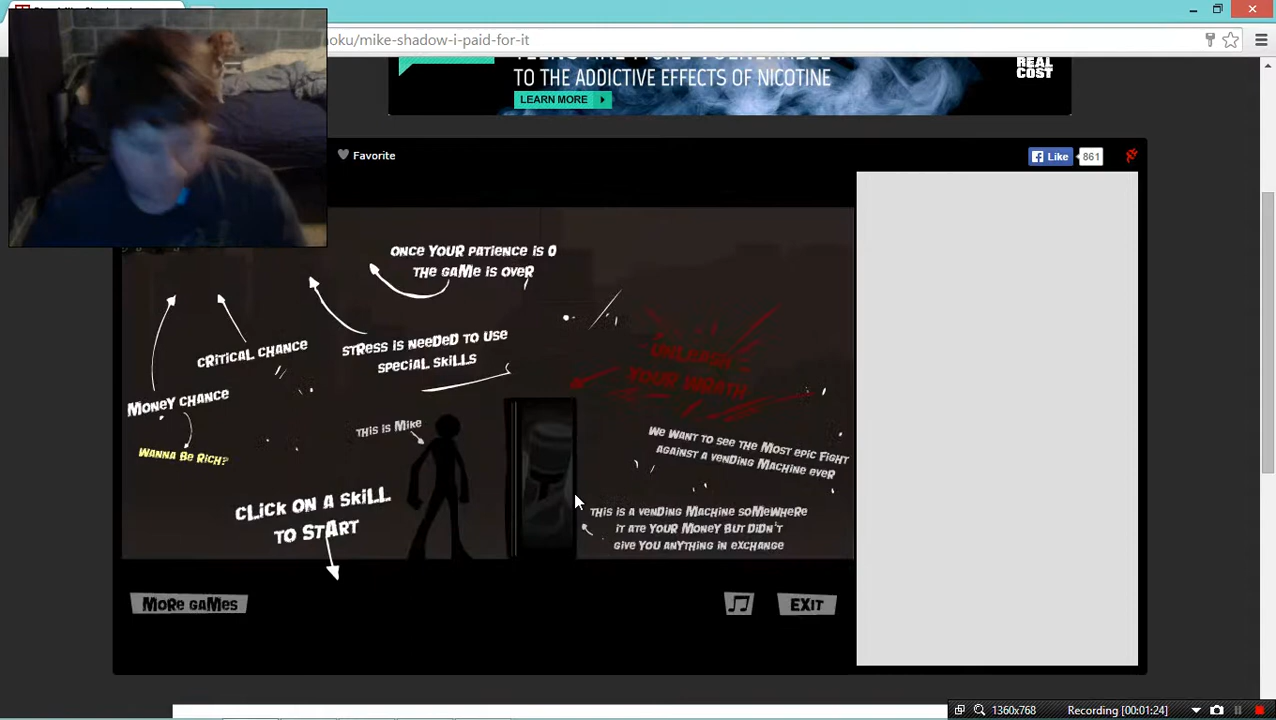 oku/mike-shadow-i-paid-for-it
TO THE ADDICTIVE EFFECTS OF NICOTINE
REAL
COST
LEARN MORE
Favorite
Like
861
ONCE YOUR PATIENCE IS 0
THE GAME IS OVER
STRESS IS NEEDED TO USE
SPECIAL SKILLS
CRITICAL CHANCE
MONEY CHANCE
WANNA BE RICH?
THIS IS MIKE
UNLEASH
YOUR WRATH
WE WANT TO SEE THE MOST EPIC FIGHT
AGAINST A VENDING MACHINE EVER
CLICK ON A SKILL
TO START
THIS IS A VENDING MACHINE SOMEWHERE
IT ATE YOUR MONEY BUT DIDN'T
GIVE YOU ANYTHING IN EXCHANGE
MORE GAMES
EXIT
1360x768
Recording [00:01:24]